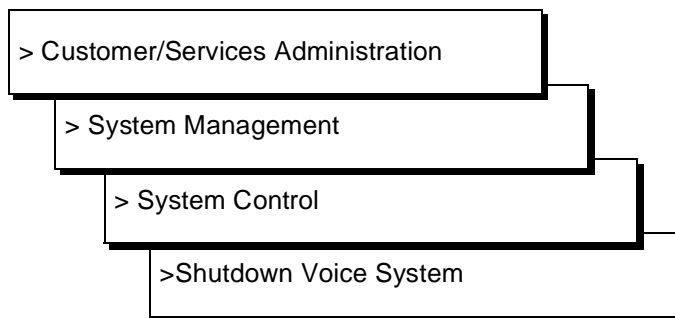 > Customer/Services Administration
> System Management
> System Control
>Shutdown Voice System